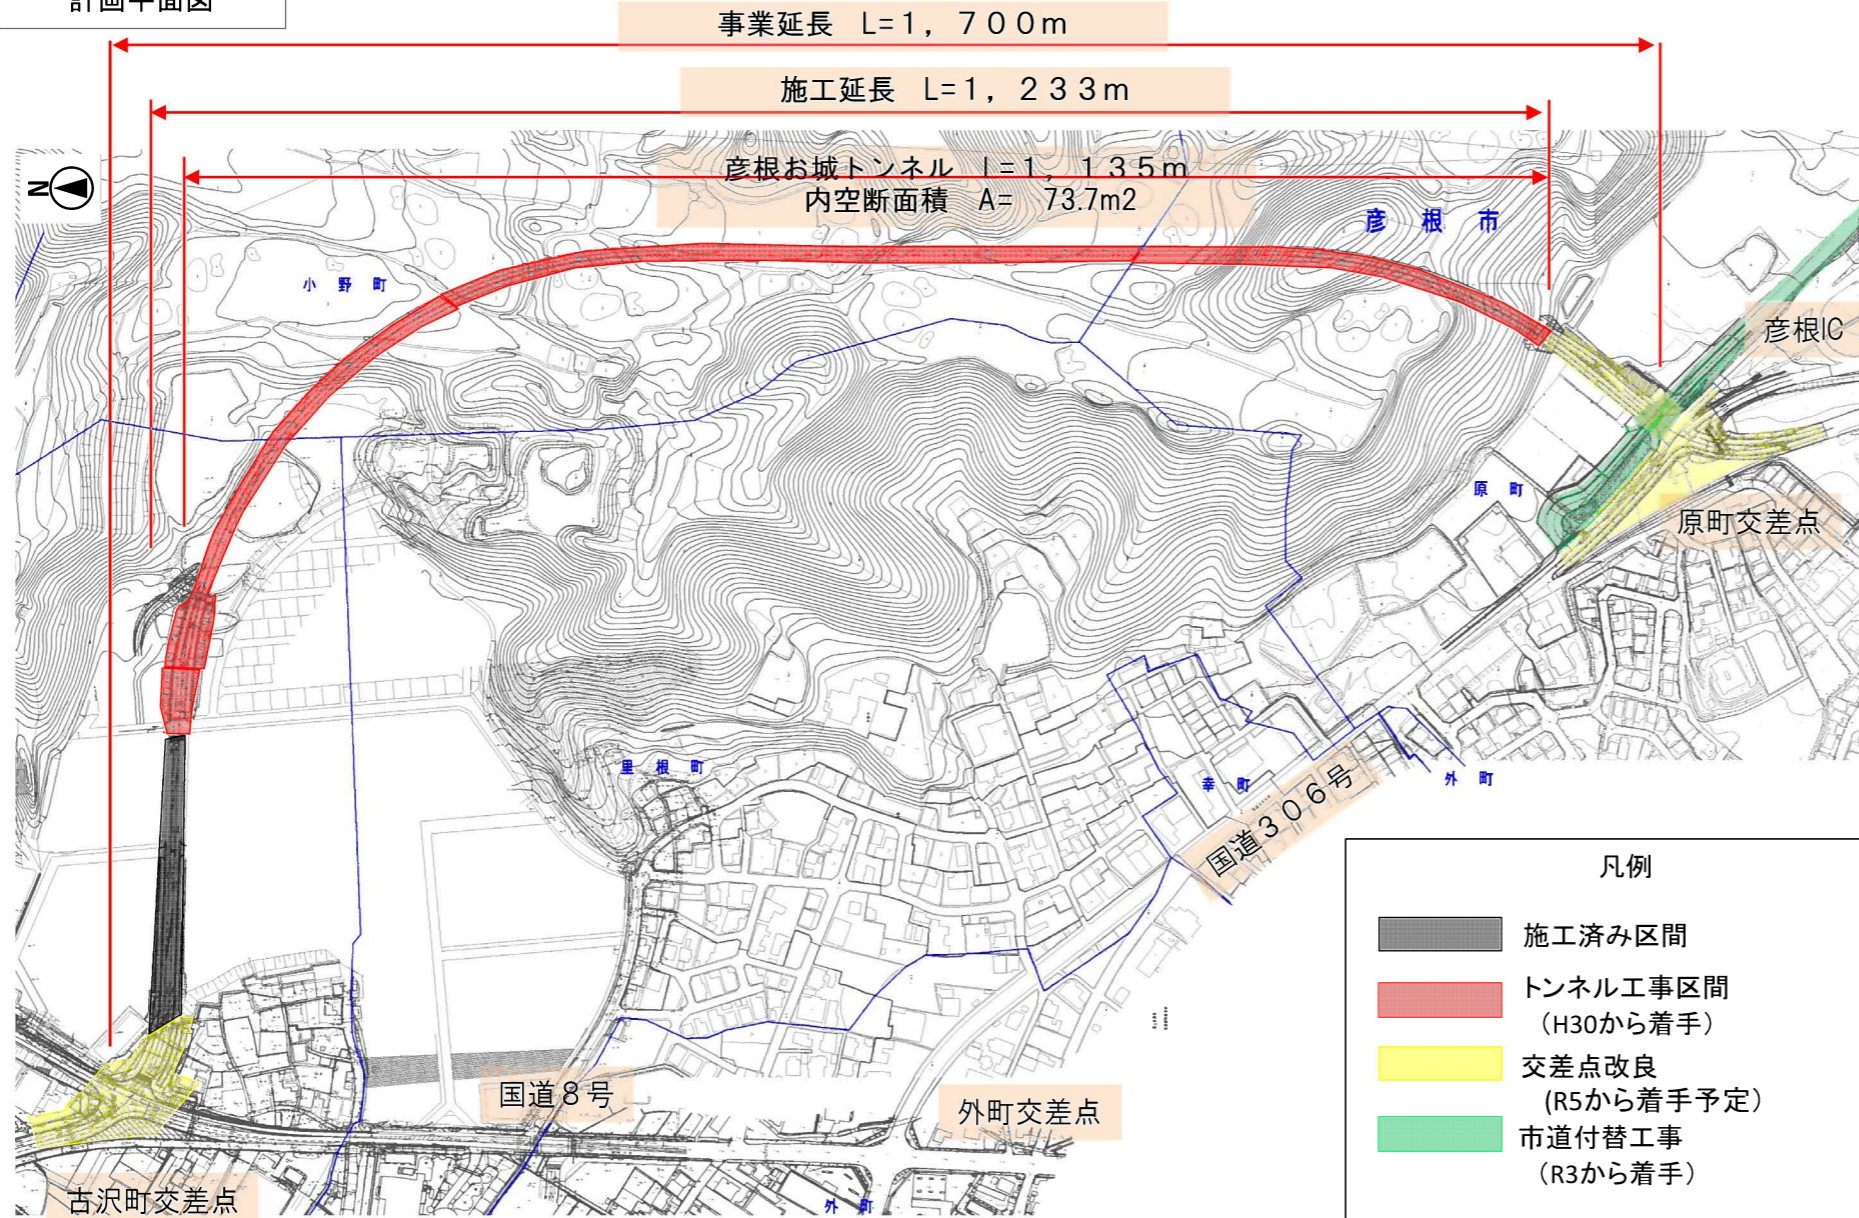 計画平面図
事業延長　L=1，７００m
施工延長　L=1，２３３m
彦根お城トンネル　l=1，１３５m
内空断面積　A=　73.7m2
N
彦根市
小野町
彦根IC
原町
原町交差点
里根町
幸町
外町
国道３０６号
国道８号
外町交差点
古沢町交差点
外町
凡例
施工済み区間
トンネル工事区間
（H30から着手）
交差点改良
(R5から着手予定）
市道付替工事
（R3から着手）